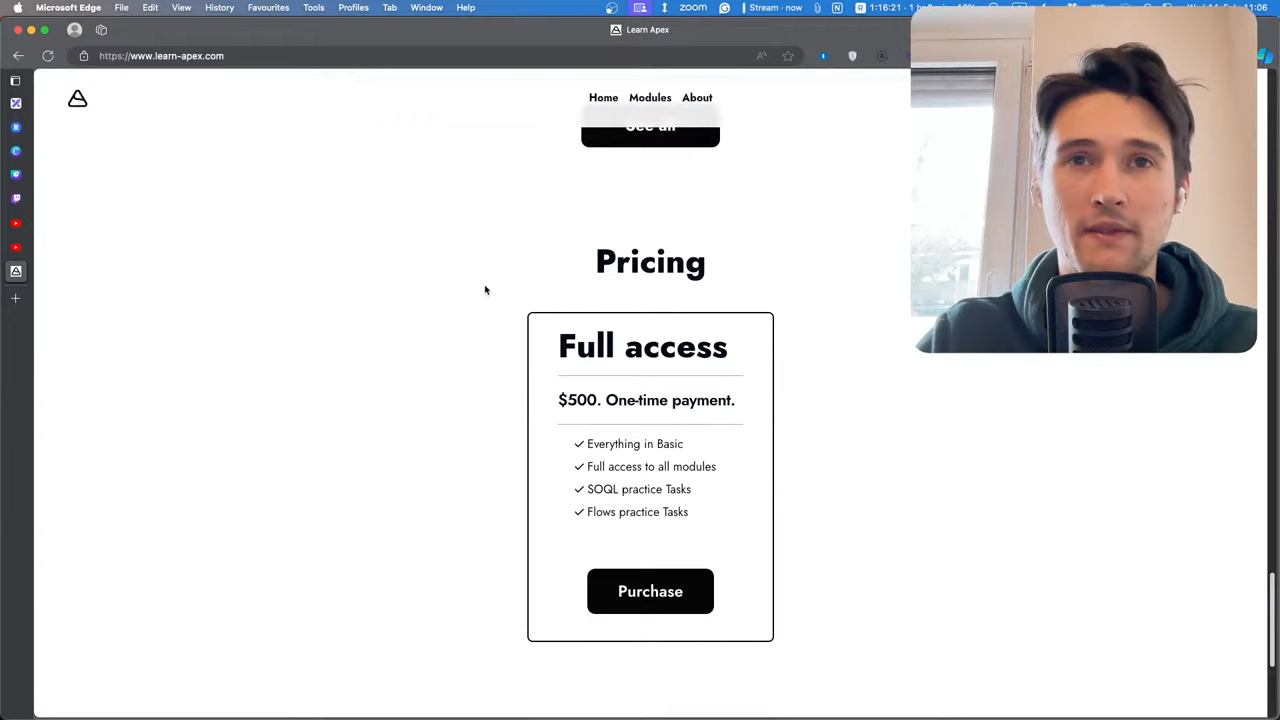 Microsoft Edge File Edit View History Favourites Tools Profiles Tab Window Help
zoom Stream · now
Learn Apex
https://www.learn-apex.com
Home Modules About
See all
Pricing
Full access
$500. One-time payment.
Everything in Basic
Full access to all modules
SOQL practice Tasks
Flows practice Tasks
Purchase